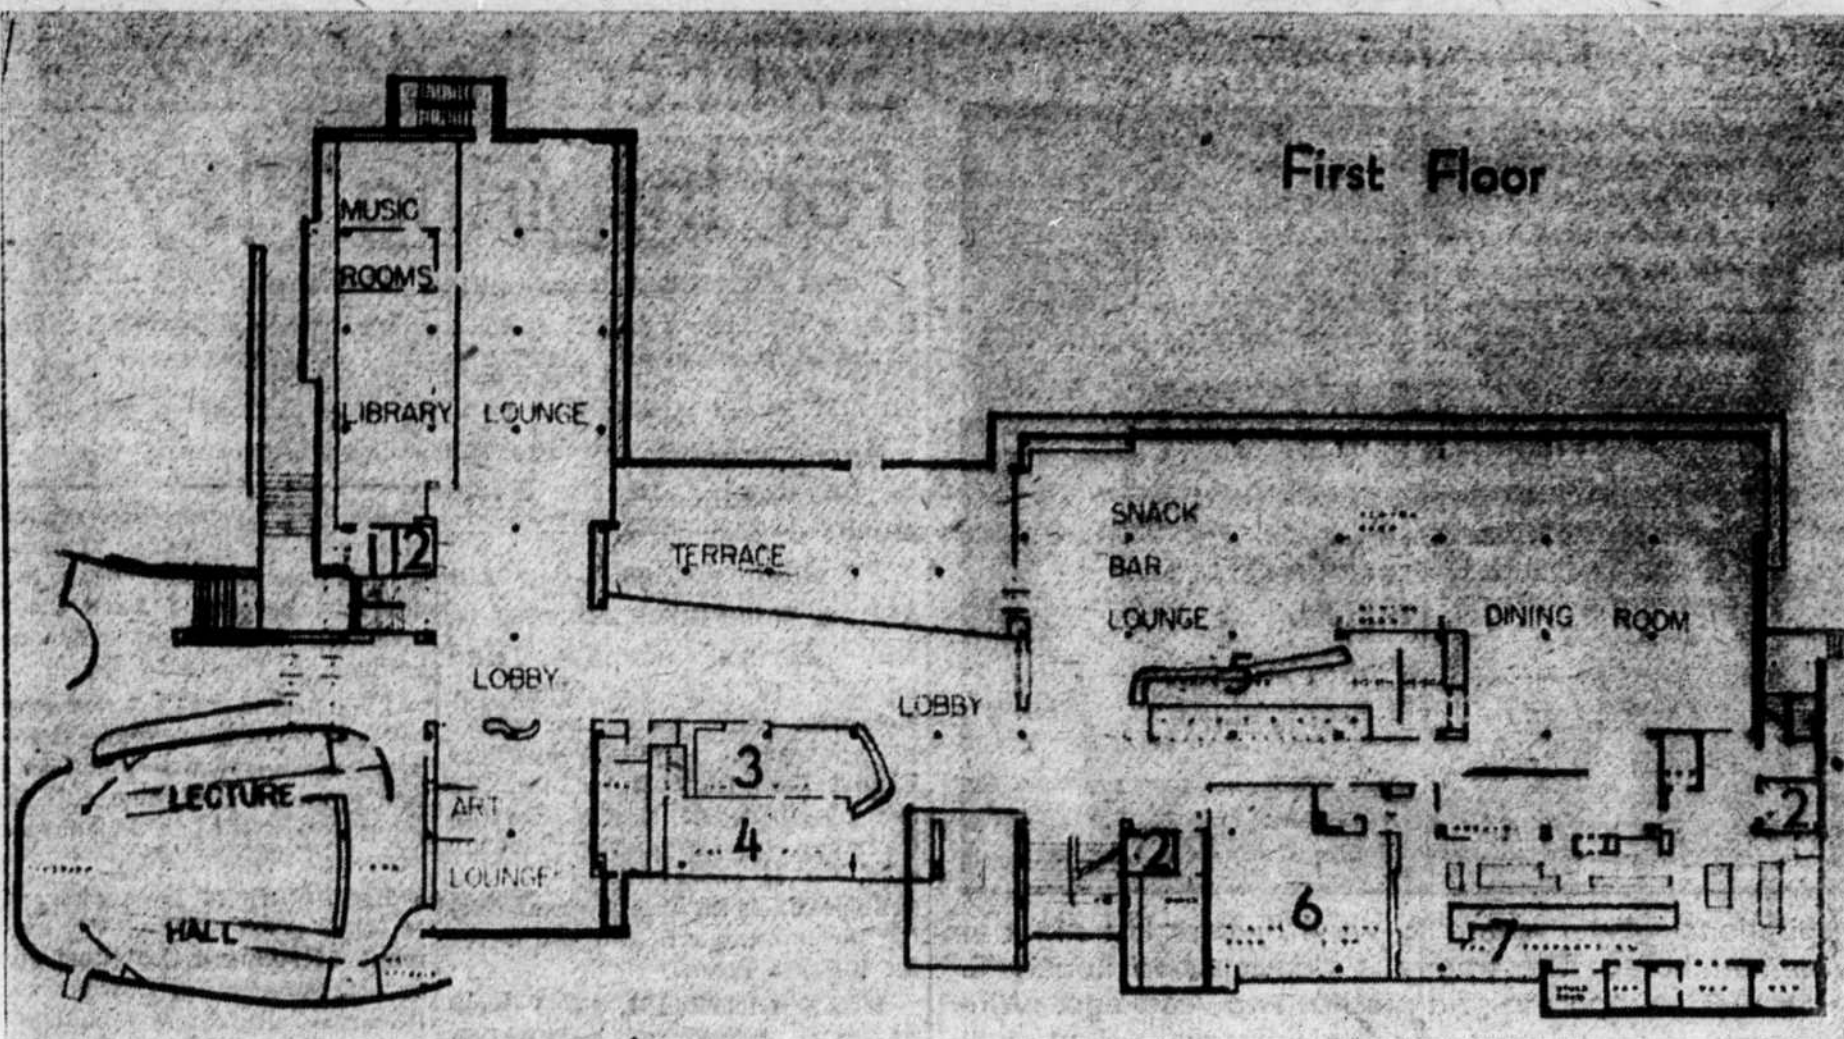 First Floor
MUSIC
ROOMS
LIBRARY LOUNGE
2
TERRACE
SNACK
BAR
LOUNGE
DINING ROOM
5
LOBBY
LOBBY
3
4
LECTURE
HALL
ART
LOUNGE
2
2
6
7